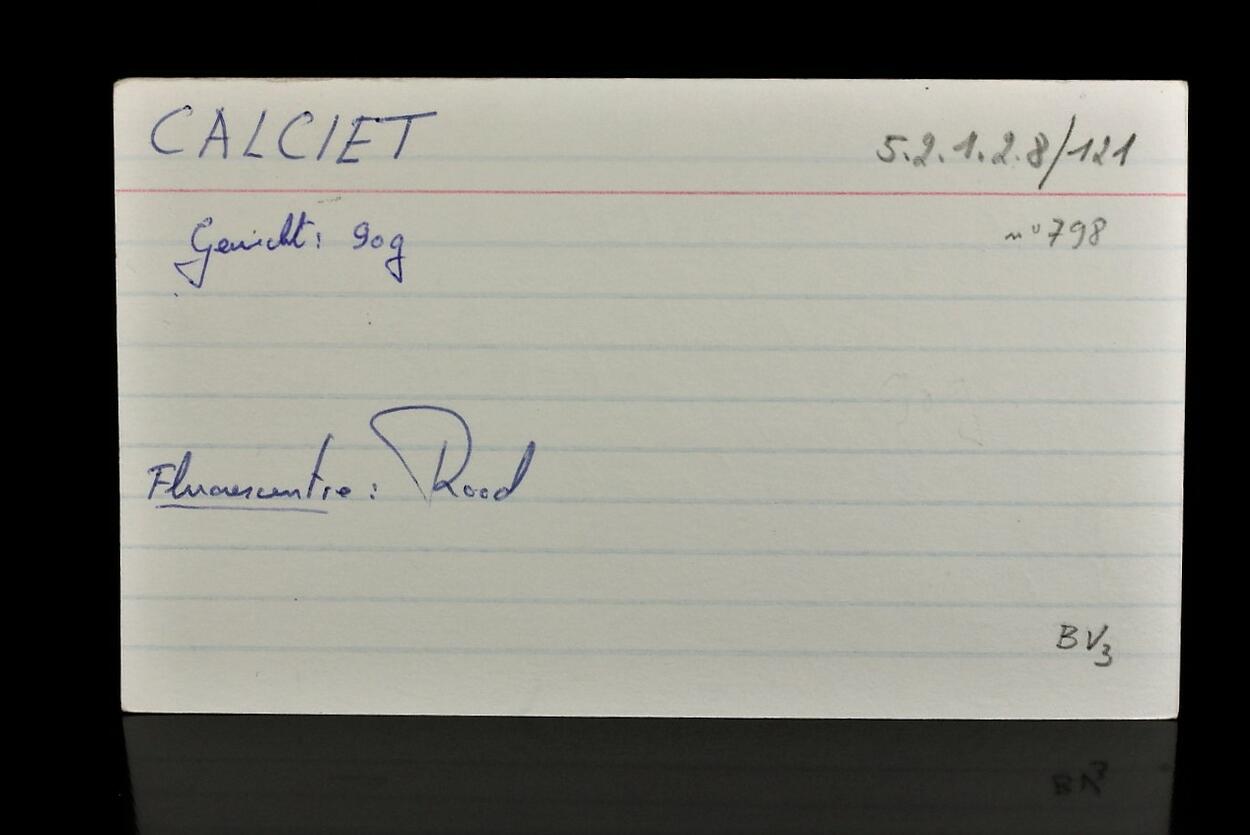 CALCIET
5.2.1.2.8/121
Gewicht: 90g
n° 798
Fluorescentie: Rood
BV3